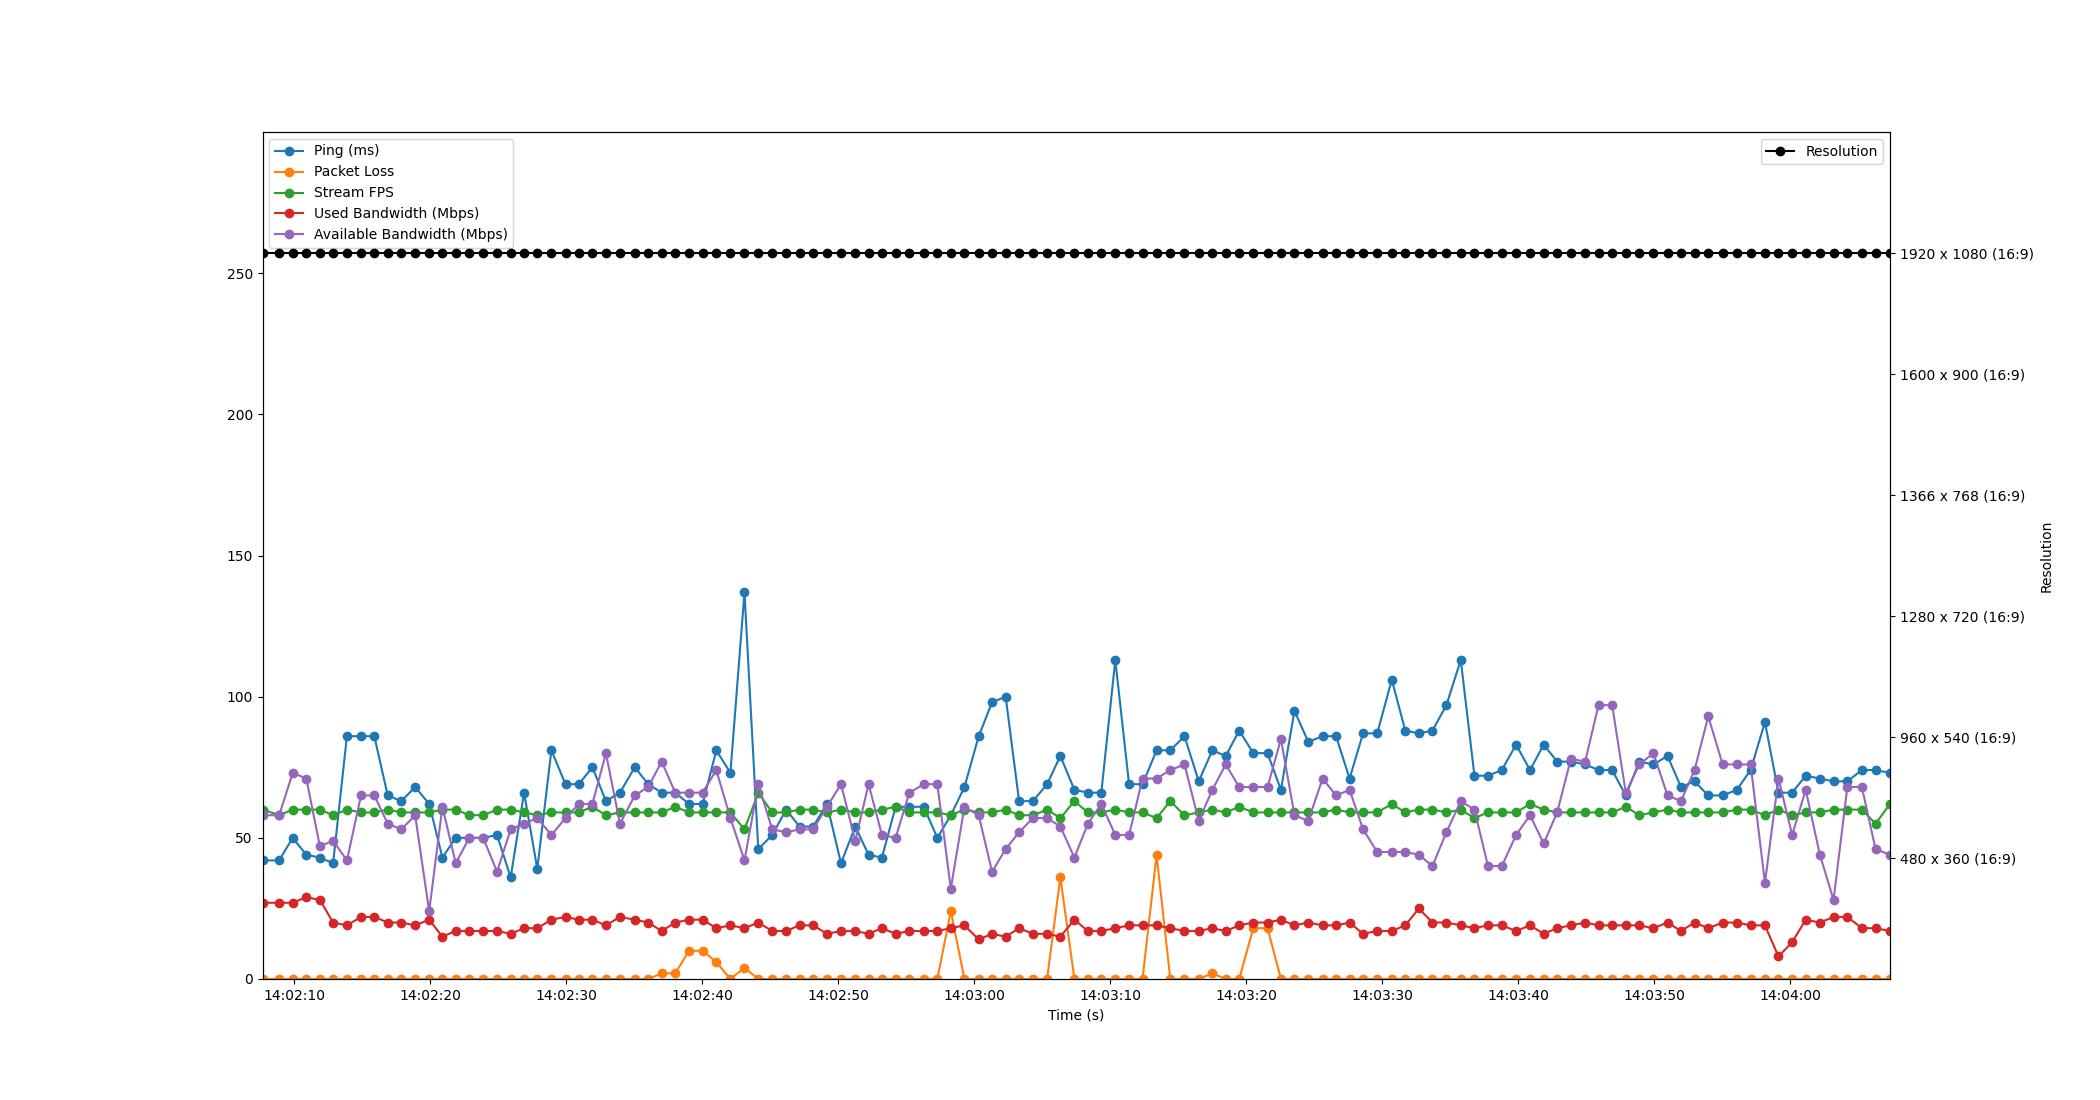 Ping (ms)
Packet Loss
Stream FPS
Used Bandwidth (Mbps)
Available Bandwidth (Mbps)
Resolution
250
200
150
100
50
0
1920 x 1080 (16:9)
1600 x 900 (16:9)
1366 x 768 (16:9)
1280 x 720 (16:9)
960 x 540 (16:9)
480 x 360 (16:9)
Resolution
14:02:10 14:02:20 14:02:30 14:02:40 14:02:50 14:03:00 14:03:10 14:03:20 14:03:30 14:03:40 14:03:50 14:04:00
Time (s)